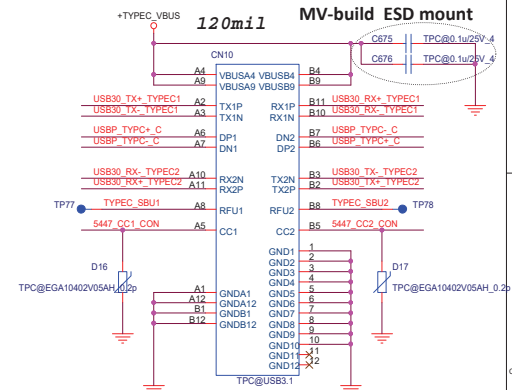 MV-build ESD mount
+TYPEC_VBUS
120mil
C675 TPC@0.1u/25V_4
C676 TPC@0.1u/25V_4
CN10
A4 VBUSA4 VBUSB4 B4
A9 VBUSA9 VBUSB9 B9
USB30_TX+_TYPEC1 A2 TX1P RX1P B11 USB30_RX+_TYPEC1
USB30_TX-_TYPEC1 A3 TX1N RX1N B10 USB30_RX-_TYPEC1
USBP_TYPC+_C A6 DP1 DN2 B7 USBP_TYPC-_C
USBP_TYPC-_C A7 DN1 DP2 B6 USBP_TYPC+_C
USB30_RX-_TYPEC2 A10 RX2N TX2N B3 USB30_TX-_TYPEC2
USB30_RX+_TYPEC2 A11 RX2P TX2P B2 USB30_TX+_TYPEC2
TP77 TYPEC_SBU1 A8 RFU1 RFU2 B8 TYPEC_SBU2 TP78
5447_CC1_CON A5 CC1 CC2 B5 5447_CC2_CON
GND1 1
GND2 2
GND3 3
GND4 4
GND5 5
GND6 6
GND7 7
GND8 8
GND9 9
GND10 10
GND11 11
GND12 12
D16
TPC@EGA10402V05AH_0.2p
D17
TPC@EGA10402V05AH_0.2p
A1 GNDA1
A12 GNDA12
B1 GNDB1
B12 GNDB12
TPC@USB3.1